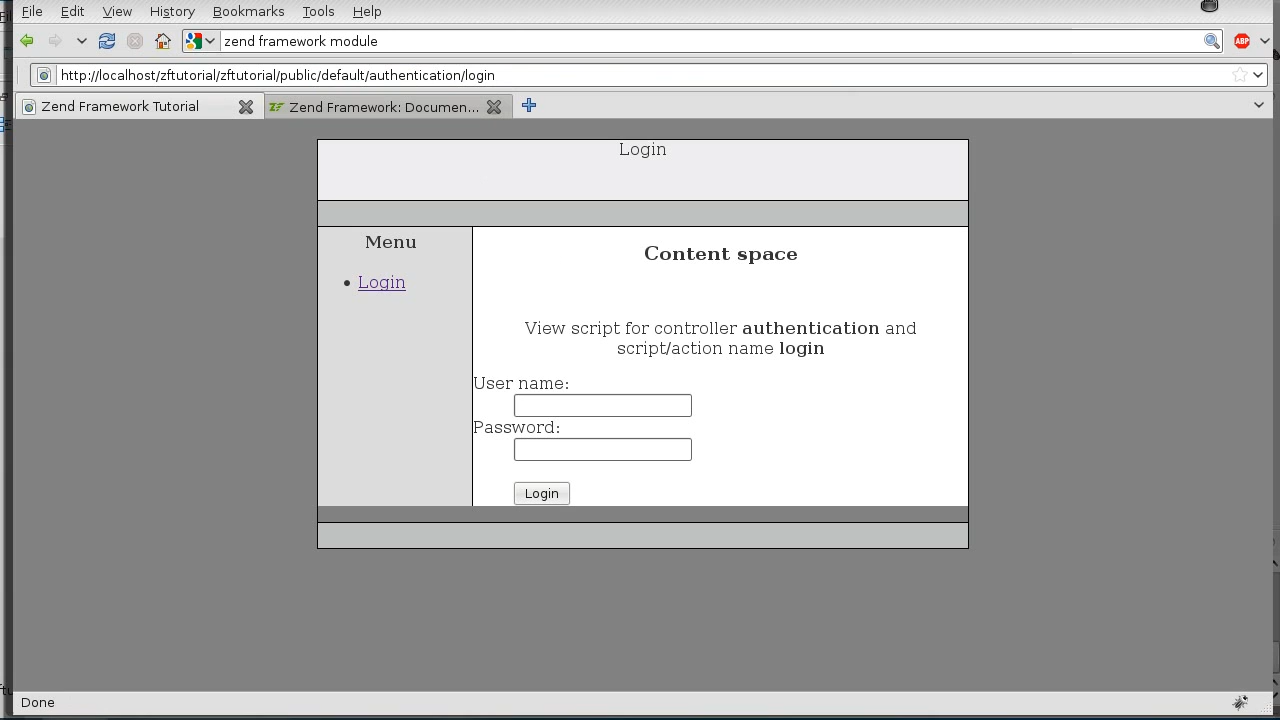 File Edit View History Bookmarks Tools Help
zend framework module
ABP
http://localhost/zftutorial/zftutorial/public/default/authentication/login
Zend Framework Tutorial
Zend Framework: Documen...
Login
Menu
Content space
Login
View script for controller authentication and
script/action name login
User name:
Password:
Login
Done